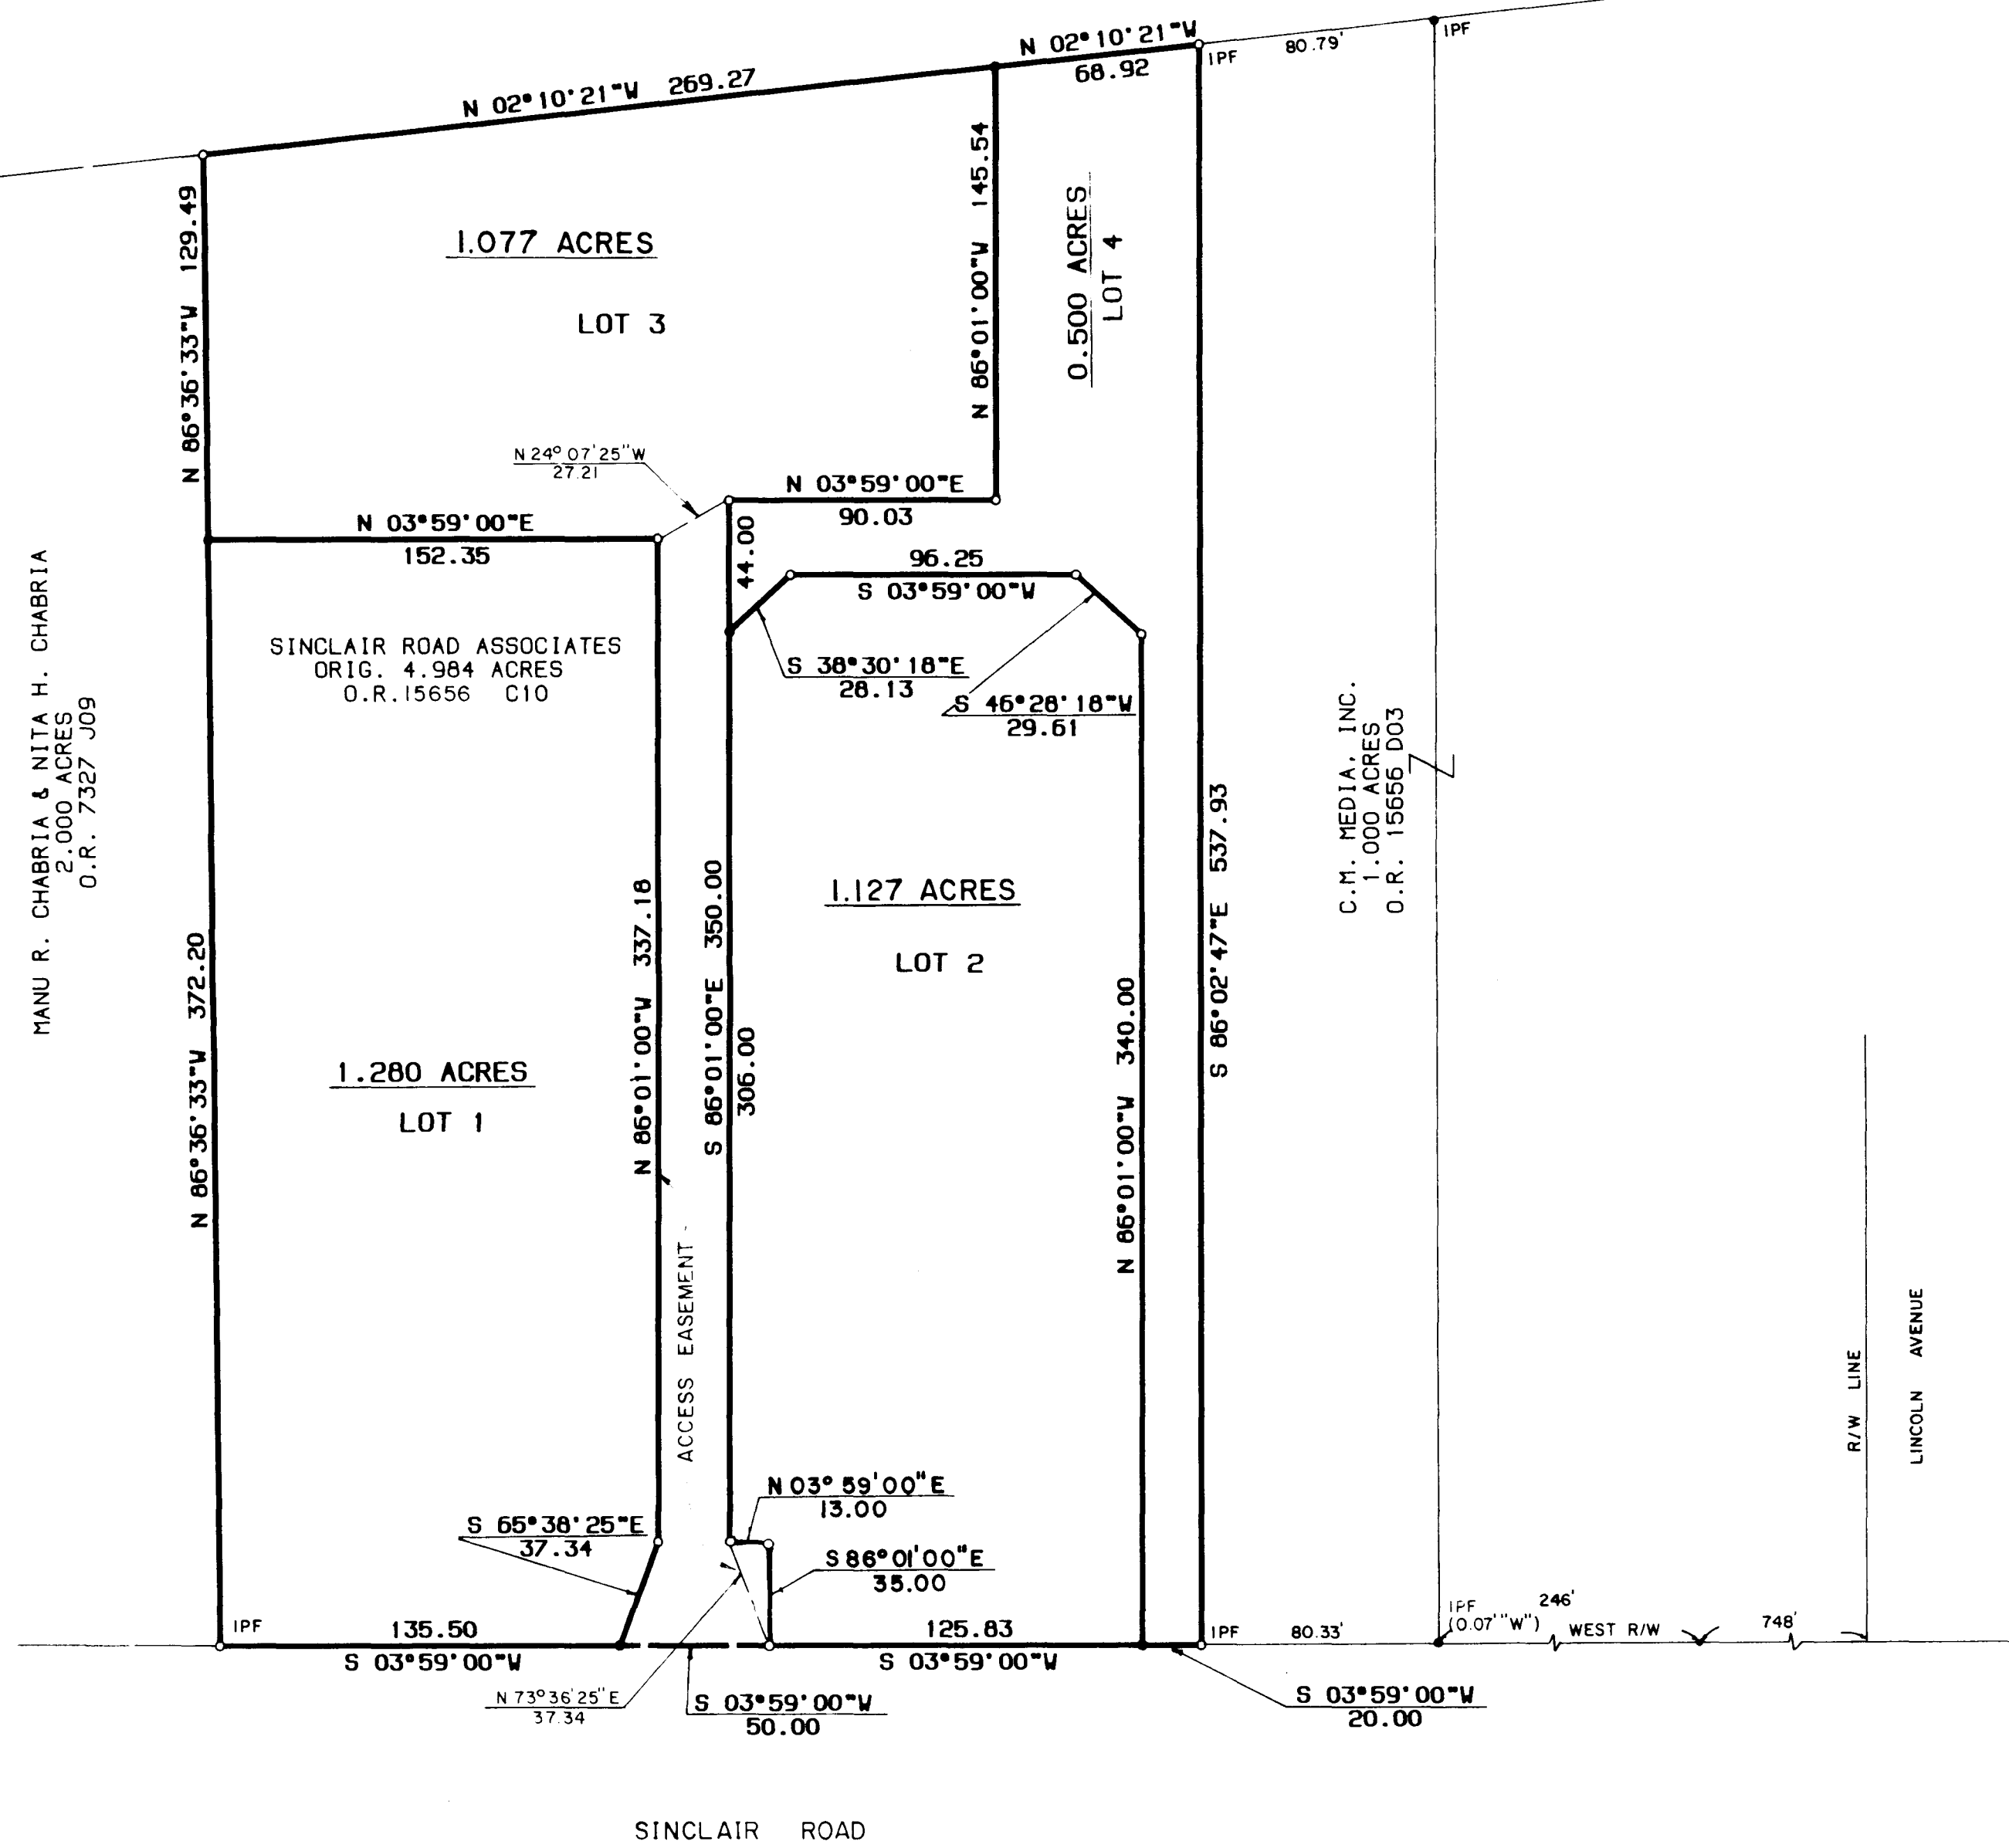 N 02°10'21"W
68.92
IPF
80.79'
IPF
N 02°10'21"W 269.27
N 86°36'33"W 129.49
1.077 ACRES
LOT 3
N 86°01'00"W 145.54
0.500 ACRES
LOT 4
N 24° 07'25"W
27.21
N 03°59'00"E
90.03
N 03°59'00"E
152.35
44.00
96.25
S 03°59'00"W
SINCLAIR ROAD ASSOCIATES
ORIG. 4.984 ACRES
O.R.15656 C10
S 38°30'18"E
28.13
S 46°28'18"W
29.61
MANU R. CHABRIA & NITA H. CHABRIA
2.000 ACRES
O.R. 7327 J09
C.M. MEDIA, INC.
1.000 ACRES
O.R. 15656 D03
N 86°36'33"W 372.20
N 86°01'00"W 337.18
S 86°01'00"E 350.00
306.00
1.127 ACRES
LOT 2
N 86°01'00"W 340.00
S 86°02'47"E 537.93
1.280 ACRES
LOT 1
ACCESS EASEMENT
R/W LINE
LINCOLN AVENUE
N 03° 59'00"E
13.00
S 65°38'25"E
37.34
S 86°01'00"E
35.00
IPF
135.50
S 03°59'00"W
125.83
S 03°59'00"W
IPF
80.33'
IPF
(0.07'"W")
246'
WEST R/W
748'
N 73°36'25"E
37.34
S 03°59'00"W
50.00
S 03°59'00"W
20.00
SINCLAIR ROAD